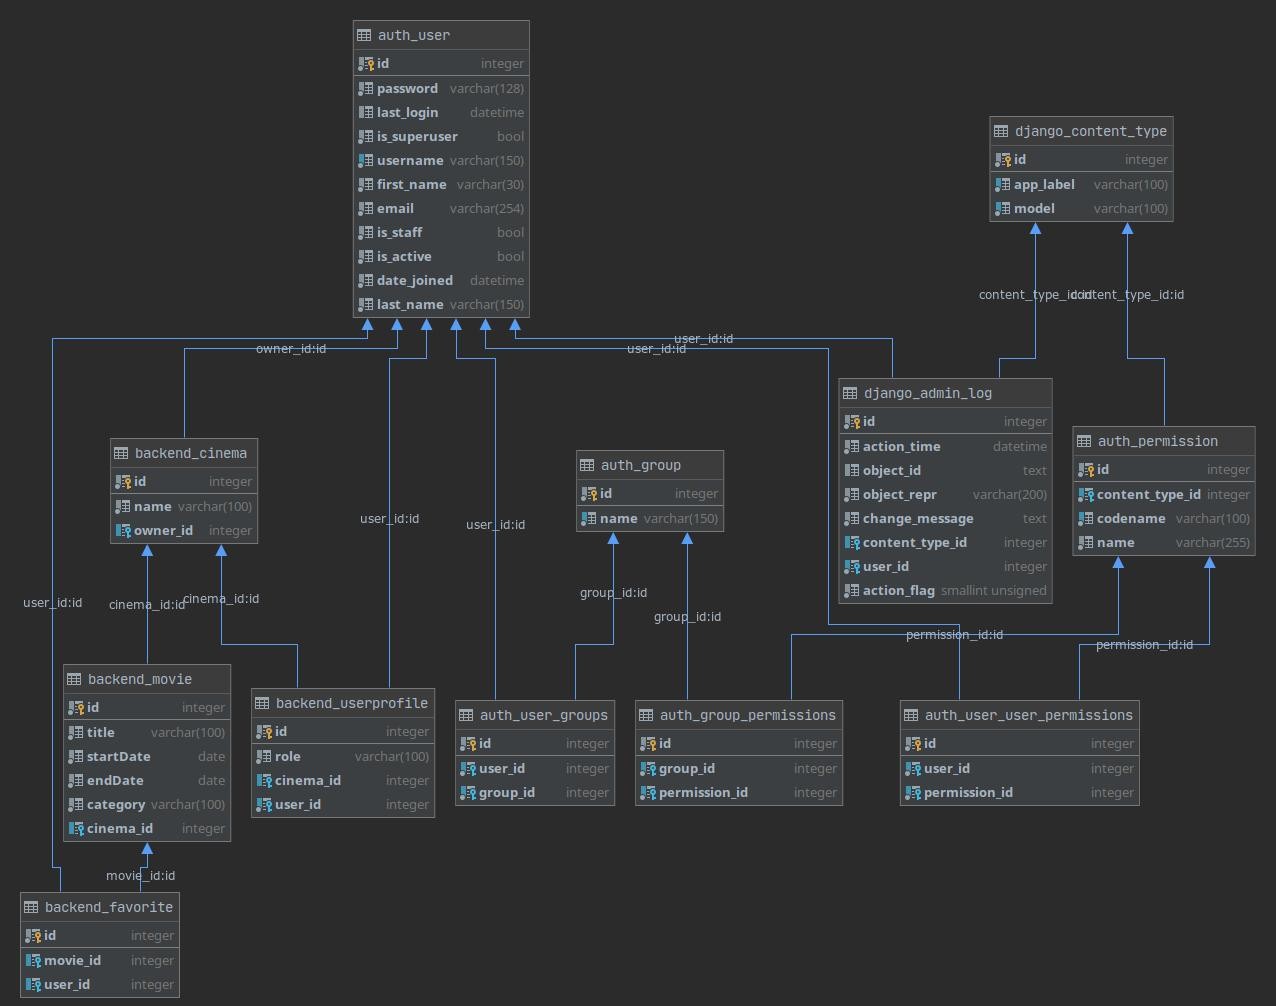 auth_user
id integer
password varchar(128)
last_login datetime
is_superuser bool
username varchar(150)
first_name varchar(30)
email varchar(254)
is_staff bool
is_active bool
date_joined datetime
last_name varchar(150)
django_content_type
id integer
app_label varchar(100)
model varchar(100)
content_type_id:id
content_type_id:id
user_id:id
owner_id:id
user_id:id
django_admin_log
id integer
action_time datetime
object_id text
object_repr varchar(200)
change_message text
content_type_id integer
user_id integer
action_flag smallint unsigned
auth_permission
id integer
content_type_id integer
codename varchar(100)
name varchar(255)
backend_cinema
id integer
name varchar(100)
owner_id integer
auth_group
id integer
name varchar(150)
user_id:id
user_id:id
user_id:id
cinema_id:id
cinema_id:id
group_id:id
group_id:id
permission_id:id
permission_id:id
backend_movie
id integer
title varchar(100)
startDate date
endDate date
category varchar(100)
cinema_id integer
backend_userprofile
id integer
role varchar(100)
cinema_id integer
user_id integer
auth_user_groups
id integer
user_id integer
group_id integer
auth_group_permissions
id integer
group_id integer
permission_id integer
auth_user_user_permissions
id integer
user_id integer
permission_id integer
movie_id:id
backend_favorite
id integer
movie_id integer
user_id integer